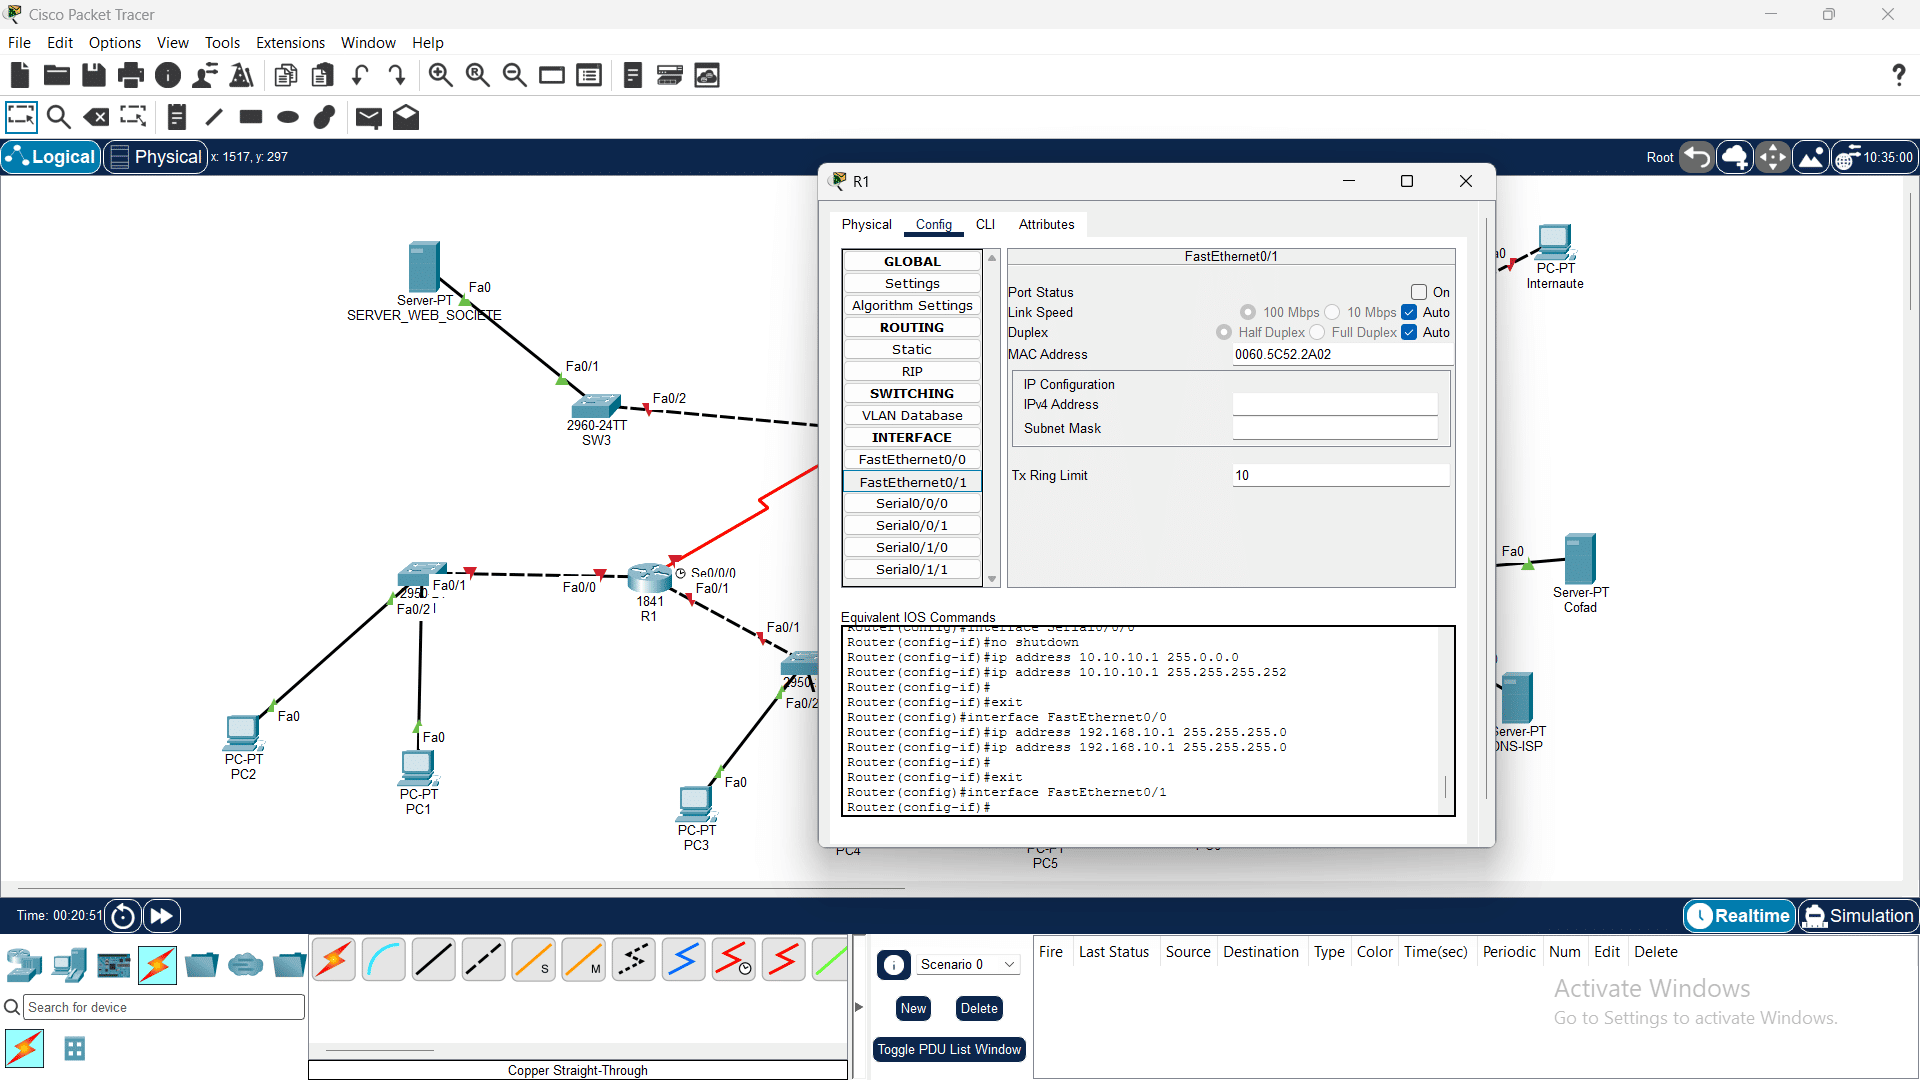 Cisco Packet Tracer
File Edit Options View Tools Extensions Window Help
Logical Physical x: 1517, y: 297 Root 10:35:00
R1
Physical Config CLI Attributes
GLOBAL
Settings
Algorithm Settings
ROUTING
Static
RIP
SWITCHING
VLAN Database
INTERFACE
FastEthernet0/0
FastEthernet0/1
Serial0/0/0
Serial0/0/1
Serial0/1/0
Serial0/1/1
FastEthernet0/1
Port Status On
Link Speed 100 Mbps 10 Mbps Auto
Duplex Half Duplex Full Duplex Auto
MAC Address 0060.5C52.2A02
IP Configuration
IPv4 Address
Subnet Mask
Tx Ring Limit 10
Equivalent IOS Commands
Router(config)#interface Serial0/0/0
Router(config-if)#no shutdown
Router(config-if)#ip address 10.10.10.1 255.0.0.0
Router(config-if)#ip address 10.10.10.1 255.255.255.252
Router(config-if)#
Router(config-if)#exit
Router(config)#interface FastEthernet0/0
Router(config-if)#ip address 192.168.10.1 255.255.255.0
Router(config-if)#ip address 192.168.10.1 255.255.255.0
Router(config-if)#
Router(config-if)#exit
Router(config)#interface FastEthernet0/1
Router(config-if)#
Fa0
Server-PT
SERVER_WEB_SOCIETE
Fa0/1
Fa0/2
2960-24TT
SW3
Fa0/1
2950-
Fa0/2
Fa0/0
Se0/0/0
Fa0/1
1841
R1
Fa0/1
2950-
Fa0/2
Fa0
PC-PT
PC2
Fa0
PC-PT
PC1
Fa0
PC-PT
PC3
PC4
PC-PT
PC5
a0
PC-PT
Internaute
Fa0
Server-PT
Cofad
Server-PT
DNS-ISP
Time: 00:20:51 Realtime Simulation
Search for device
S M
Copper Straight-Through
Scenario 0
New Delete
Toggle PDU List Window
Fire Last Status Source Destination Type Color Time(sec) Periodic Num Edit Delete
Activate Windows
Go to Settings to activate Windows.